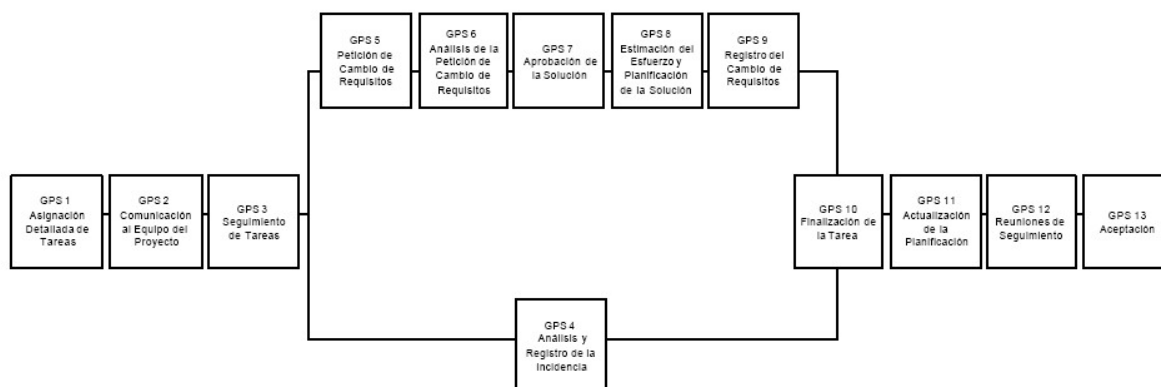 GPS 5
Petición de
Cambio de
Requisitos
GPS 6
Análisis de la
Petición de
Cambio de
Requisitos
GPS 7
Aprobación de
la Solución
GPS 8
Estimación del
Esfuerzo y
Planificación
de la Solución
GPS 9
Registro del
Cambio de
Requisitos
GPS 1
Asignación
Detallada de
Tareas
GPS 2
Comunicación
al Equipo del
Proyecto
GPS 3
Seguimiento
de Tareas
GPS 10
Finalización de
la Tarea
GPS 11
Actualización
de la
Planificación
GPS 12
Reuniones de
Seguimiento
GPS 13
Aceptación
GPS 4
Análisis y
Registro de la
Incidencia